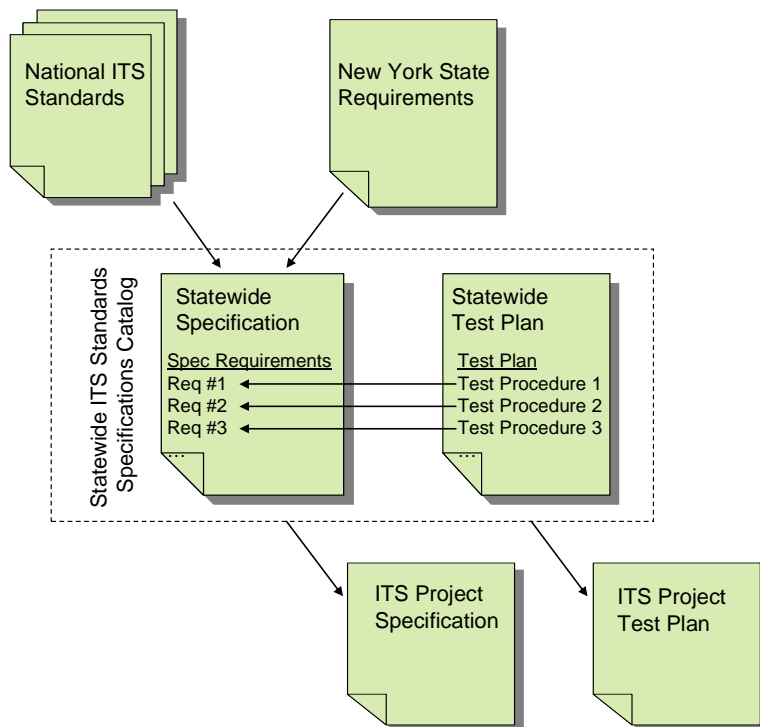 National ITS
Standards
New York State
Requirements
Statewide ITS Standards
Specifications Catalog
Statewide
Specification
Spec Requirements
Req #1
Req #2
Req #3
...
Statewide
Test Plan
Test Plan
Test Procedure 1
Test Procedure 2
Test Procedure 3
...
ITS Project
Specification
ITS Project
Test Plan